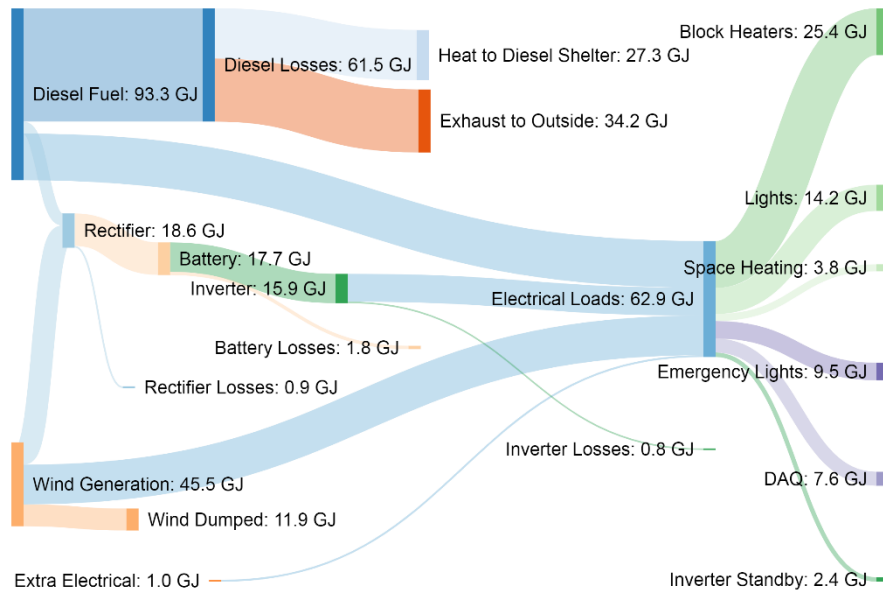 Block Heaters: 25.4 GJ
Diesel Losses: 61.5 GJ
Heat to Diesel Shelter: 27.3 GJ
Diesel Fuel: 93.3 GJ
Exhaust to Outside: 34.2 GJ
Lights: 14.2 GJ
Rectifier: 18.6 GJ
Battery: 17.7 GJ
Space Heating: 3.8 GJ
Inverter: 15.9 GJ
Electrical Loads: 62.9 GJ
Battery Losses: 1.8 GJ
Emergency Lights: 9.5 GJ
Rectifier Losses: 0.9 GJ
Inverter Losses: 0.8 GJ
DAQ: 7.6 GJ
Wind Generation: 45.5 GJ
Wind Dumped: 11.9 GJ
Extra Electrical: 1.0 GJ
Inverter Standby: 2.4 GJ